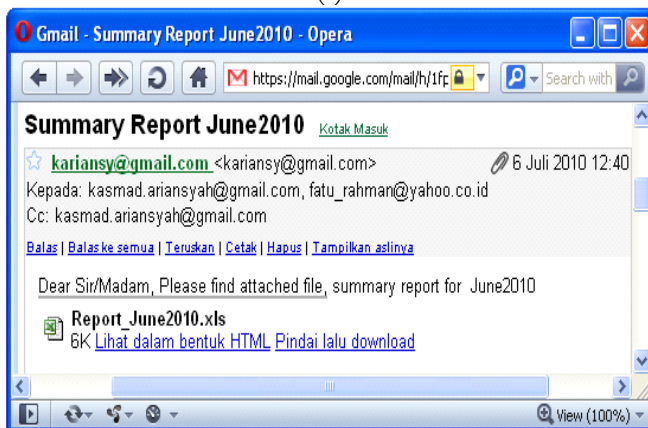 Gmail - Summary Report June2010 - Opera
https://mail.google.com/mail/h/1fp
Search with
Summary Report June2010 Kotak Masuk
kariansy@gmail.com <kariansy@gmail.com> 6 Juli 2010 12:40
Kepada: kasmad.ariansyah@gmail.com, fatu_rahman@yahoo.co.id
Cc: kasmad.ariansyah@gmail.com
Balas | Balas ke semua | Teruskan | Cetak | Hapus | Tampilkan aslinya
Dear Sir/Madam, Please find attached file, summary report for June2010
Report_June2010.xls
6K Lihat dalam bentuk HTML Pindai lalu download
View (100%)